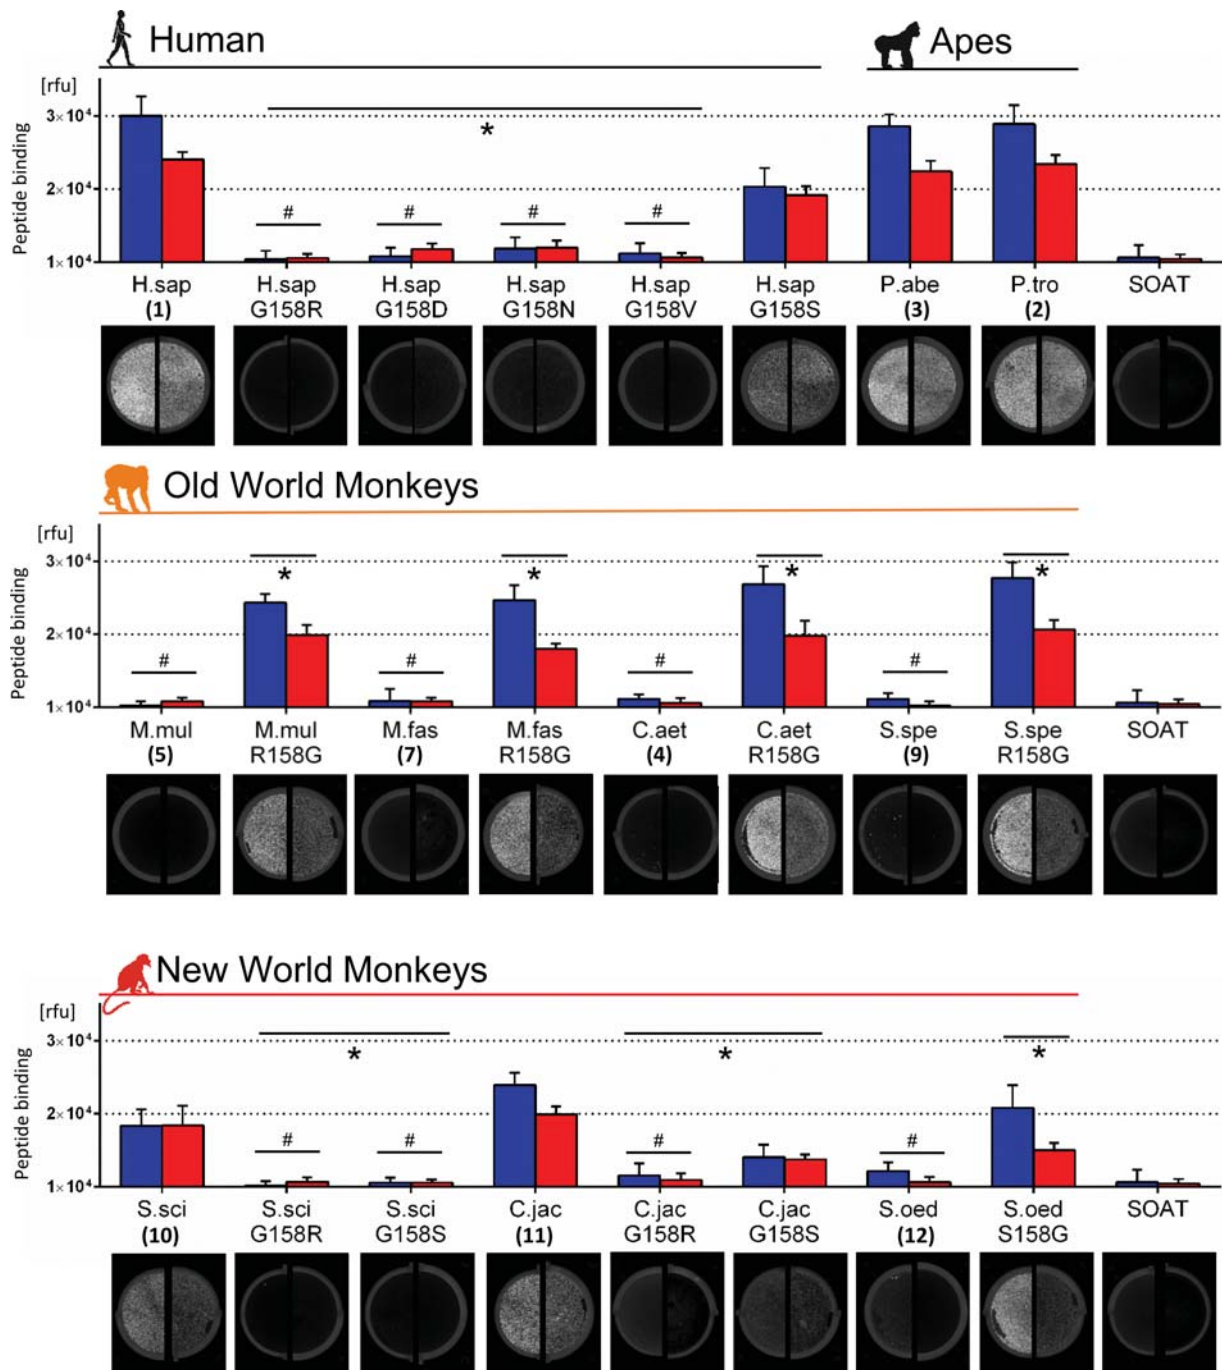 Human
Apes
[rfu]
Peptide binding
3×10⁴
2×10⁴
1×10⁴
*
# # # #
H.sap H.sap H.sap H.sap H.sap H.sap P.abe P.tro SOAT
(1) G158R G158D G158N G158V G158S (3) (2)
Old World Monkeys
[rfu]
Peptide binding
3×10⁴
2×10⁴
1×10⁴
* * * *
# # # #
M.mul M.mul M.fas M.fas C.aet C.aet S.spe S.spe SOAT
(5) R158G (7) R158G (4) R158G (9) R158G
New World Monkeys
[rfu]
Peptide binding
3×10⁴
2×10⁴
1×10⁴
* * *
# # # #
S.sci S.sci S.sci C.jac C.jac C.jac S.oed S.oed SOAT
(10) G158R G158S (11) G158R G158S (12) S158G